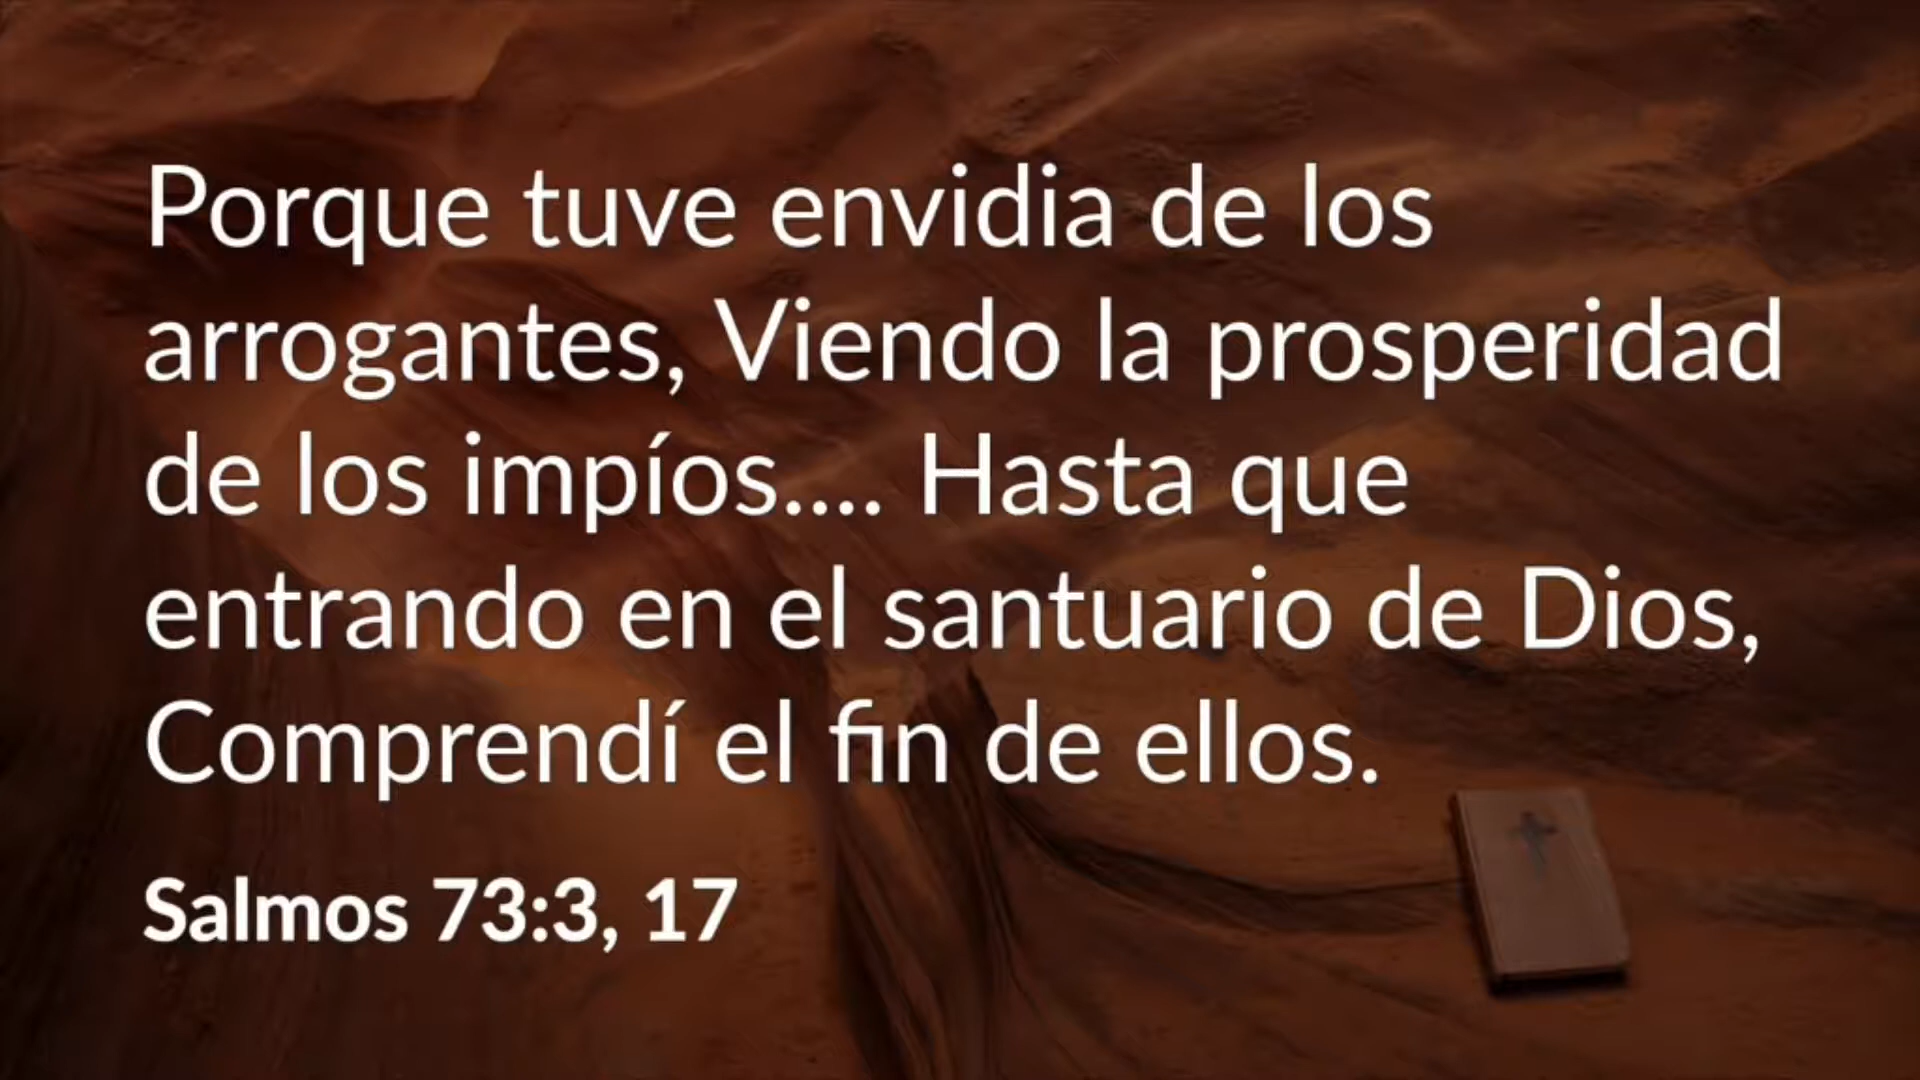 Porque tuve envidia de los
arrogantes, Viendo la prosperidad
de los impíos.... Hasta que
entrando en el santuario de Dios,
Comprendí el fin de ellos.
Salmos 73:3, 17